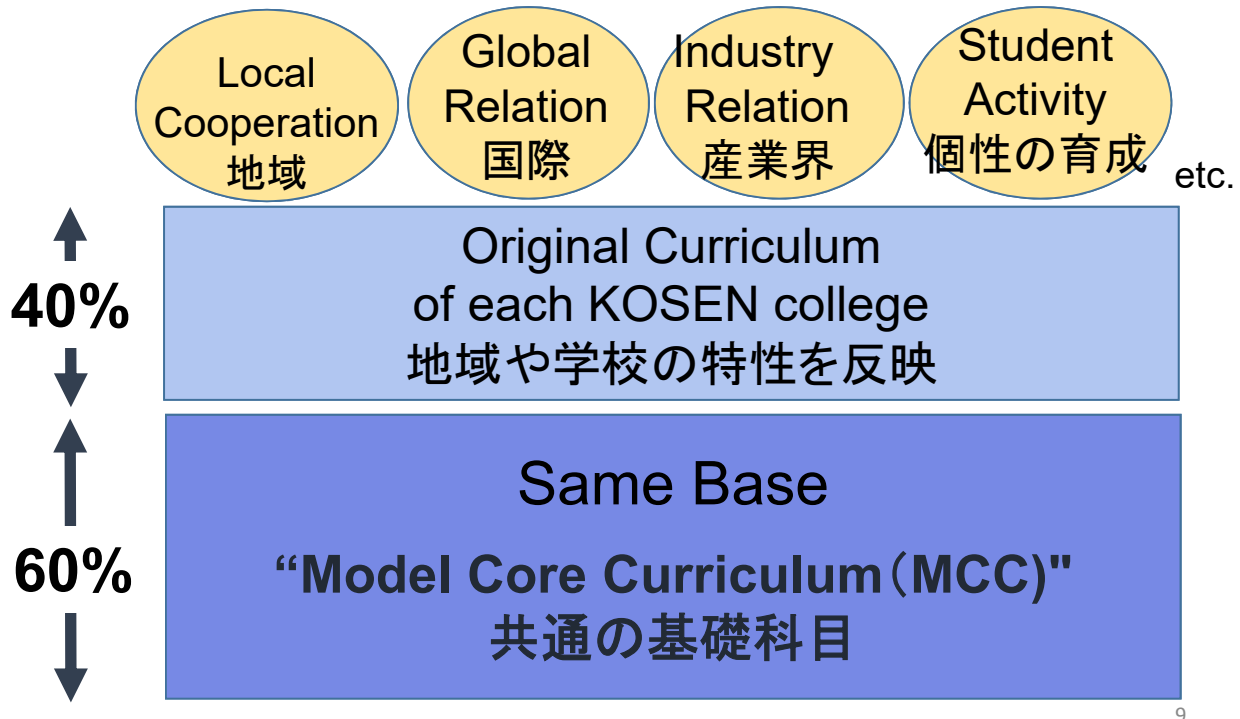 Local
Cooperation
地域
Global
Relation
国際
Industry
Relation
産業界
Student
Activity
個性の育成
etc.
40%
Original Curriculum
of each KOSEN college
地域や学校の特性を反映
60%
Same Base
“Model Core Curriculum（MCC)"
共通の基礎科目
9